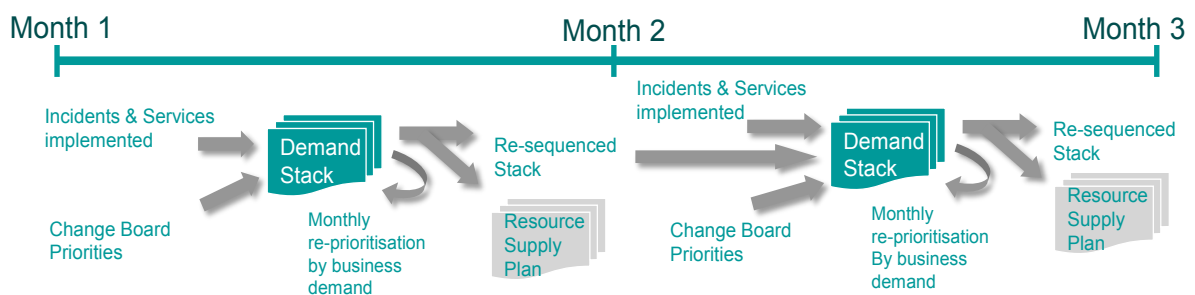 Month 1
Month 2
Month 3
Incidents & Services
implemented
Demand
Stack
Re-sequenced
Stack
Change Board
Priorities
Monthly
re-prioritisation
by business
demand
Resource
Supply
Plan
Incidents & Services
implemented
Demand
Stack
Re-sequenced
Stack
Change Board
Priorities
Monthly
re-prioritisation
By business
demand
Resource
Supply
Plan